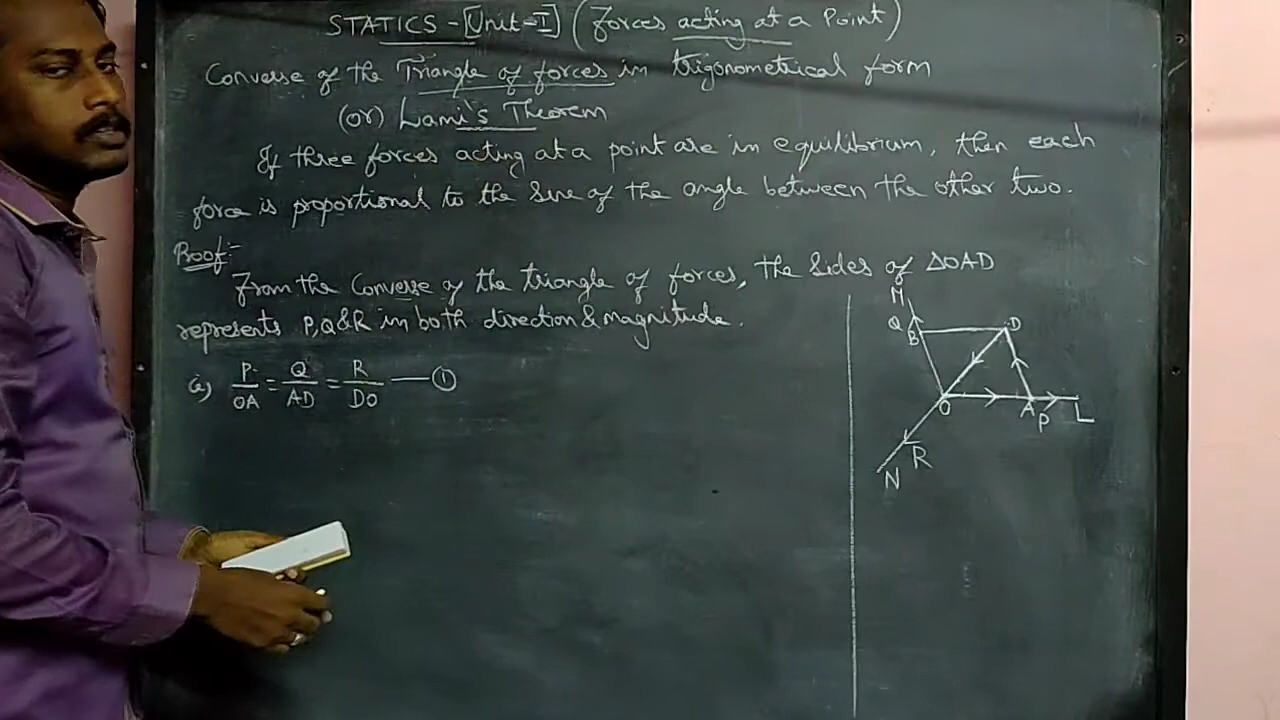 STATICS - [Unit-I] (Forces acting at a Point)
Converse of the Triangle of forces in trigonometrical form
(or) Lami's Theorem
If three forces acting at a point are in equilibrium, then each
force is proportional to the Sine of the angle between the other two.
Proof:-
From the Converse of the triangle of forces, the Sides of ΔOAD
represents P,Q&R in both direction & magnitude.
P/OA = Q/AD = R/DO — ①
M
Q B D
O A P L
R
N